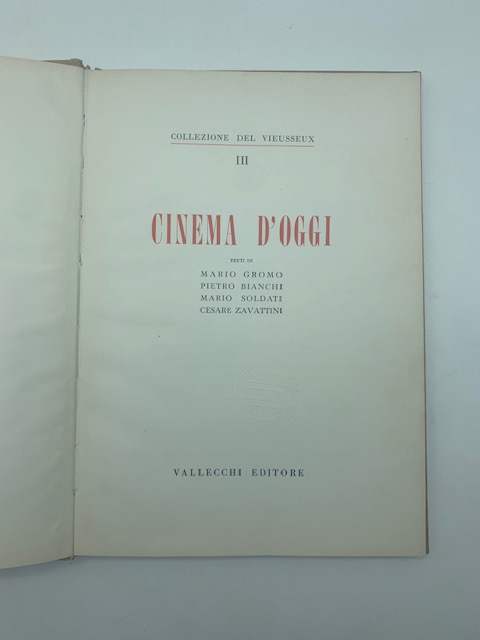 COLLEZIONE DEL VIEUSSEUX
III
CINEMA D'OGGI
TESTI DI
MARIO GROMO
PIETRO BIANCHI
MARIO SOLDATI
CESARE ZAVATTINI
VALLECCHI EDITORE